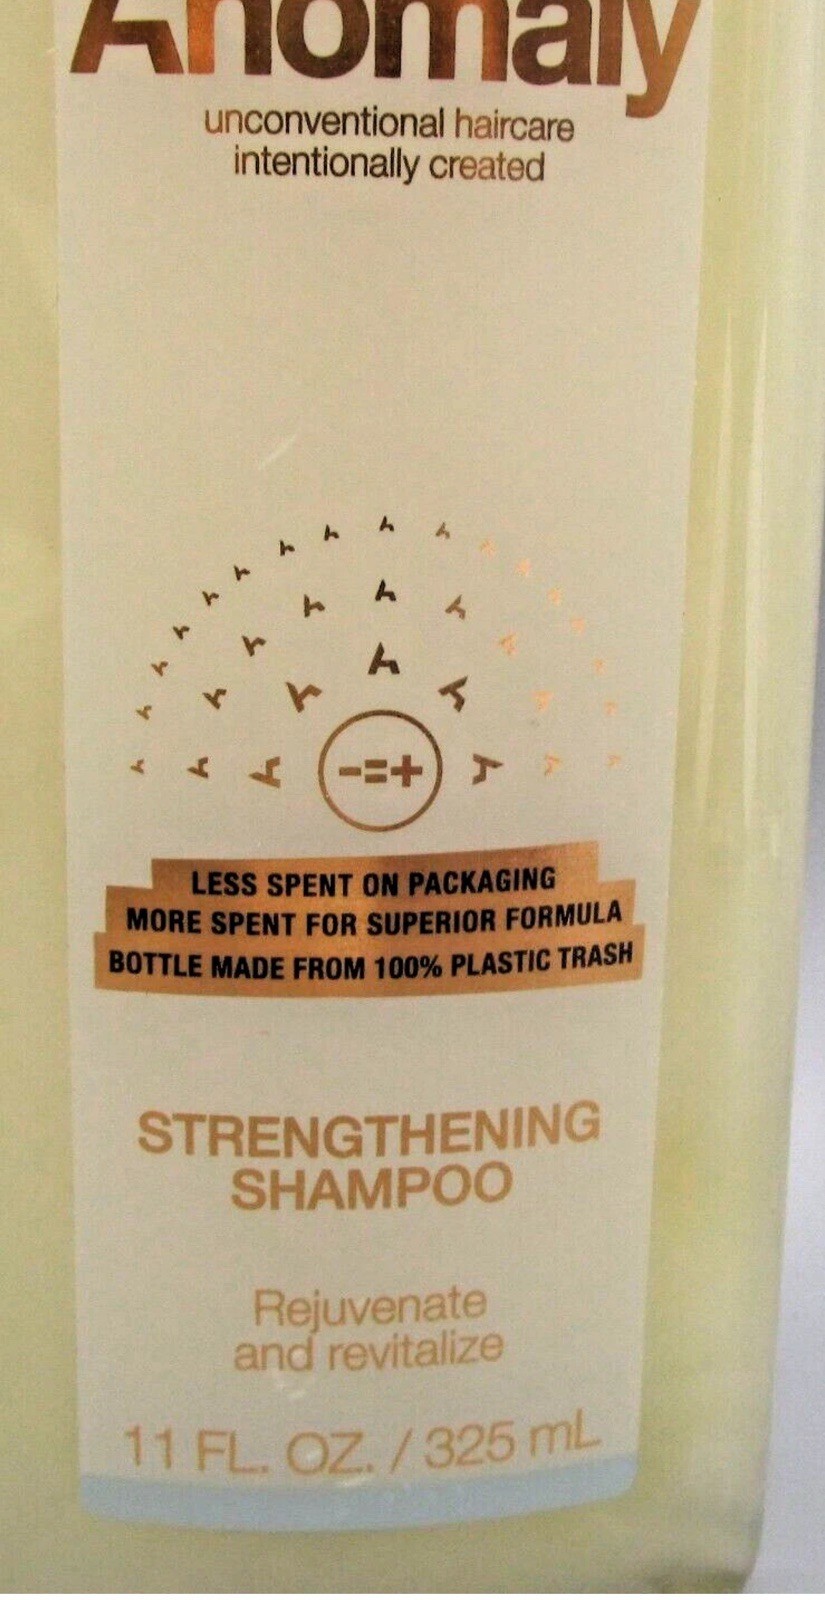 Anomaly
unconventional haircare
intentionally created
-=+
LESS SPENT ON PACKAGING
MORE SPENT FOR SUPERIOR FORMULA
BOTTLE MADE FROM 100% PLASTIC TRASH
STRENGTHENING
SHAMPOO
Rejuvenate
and revitalize
11 FL. OZ. / 325 mL